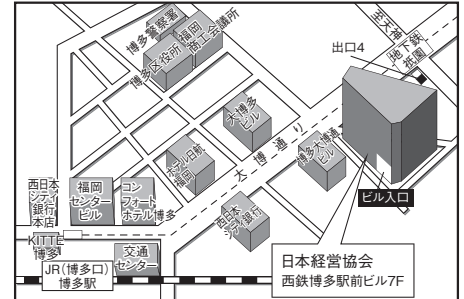 博多警察署
福岡
商工会議所
博多区役所
至天神
地下鉄
祇園
出口4
大博多
ビル
大博通り
ホテル日航
福岡
博多大博通
ビル
西日本
シティ
銀行
本店
福岡
センター
ビル
コン
フォート
ホテル博多
西日本
シティ銀行
ビル入口
KITTE
博多
交通
センター
JR(博多口)
博多駅
日本経営協会
西鉄博多駅前ビル7F